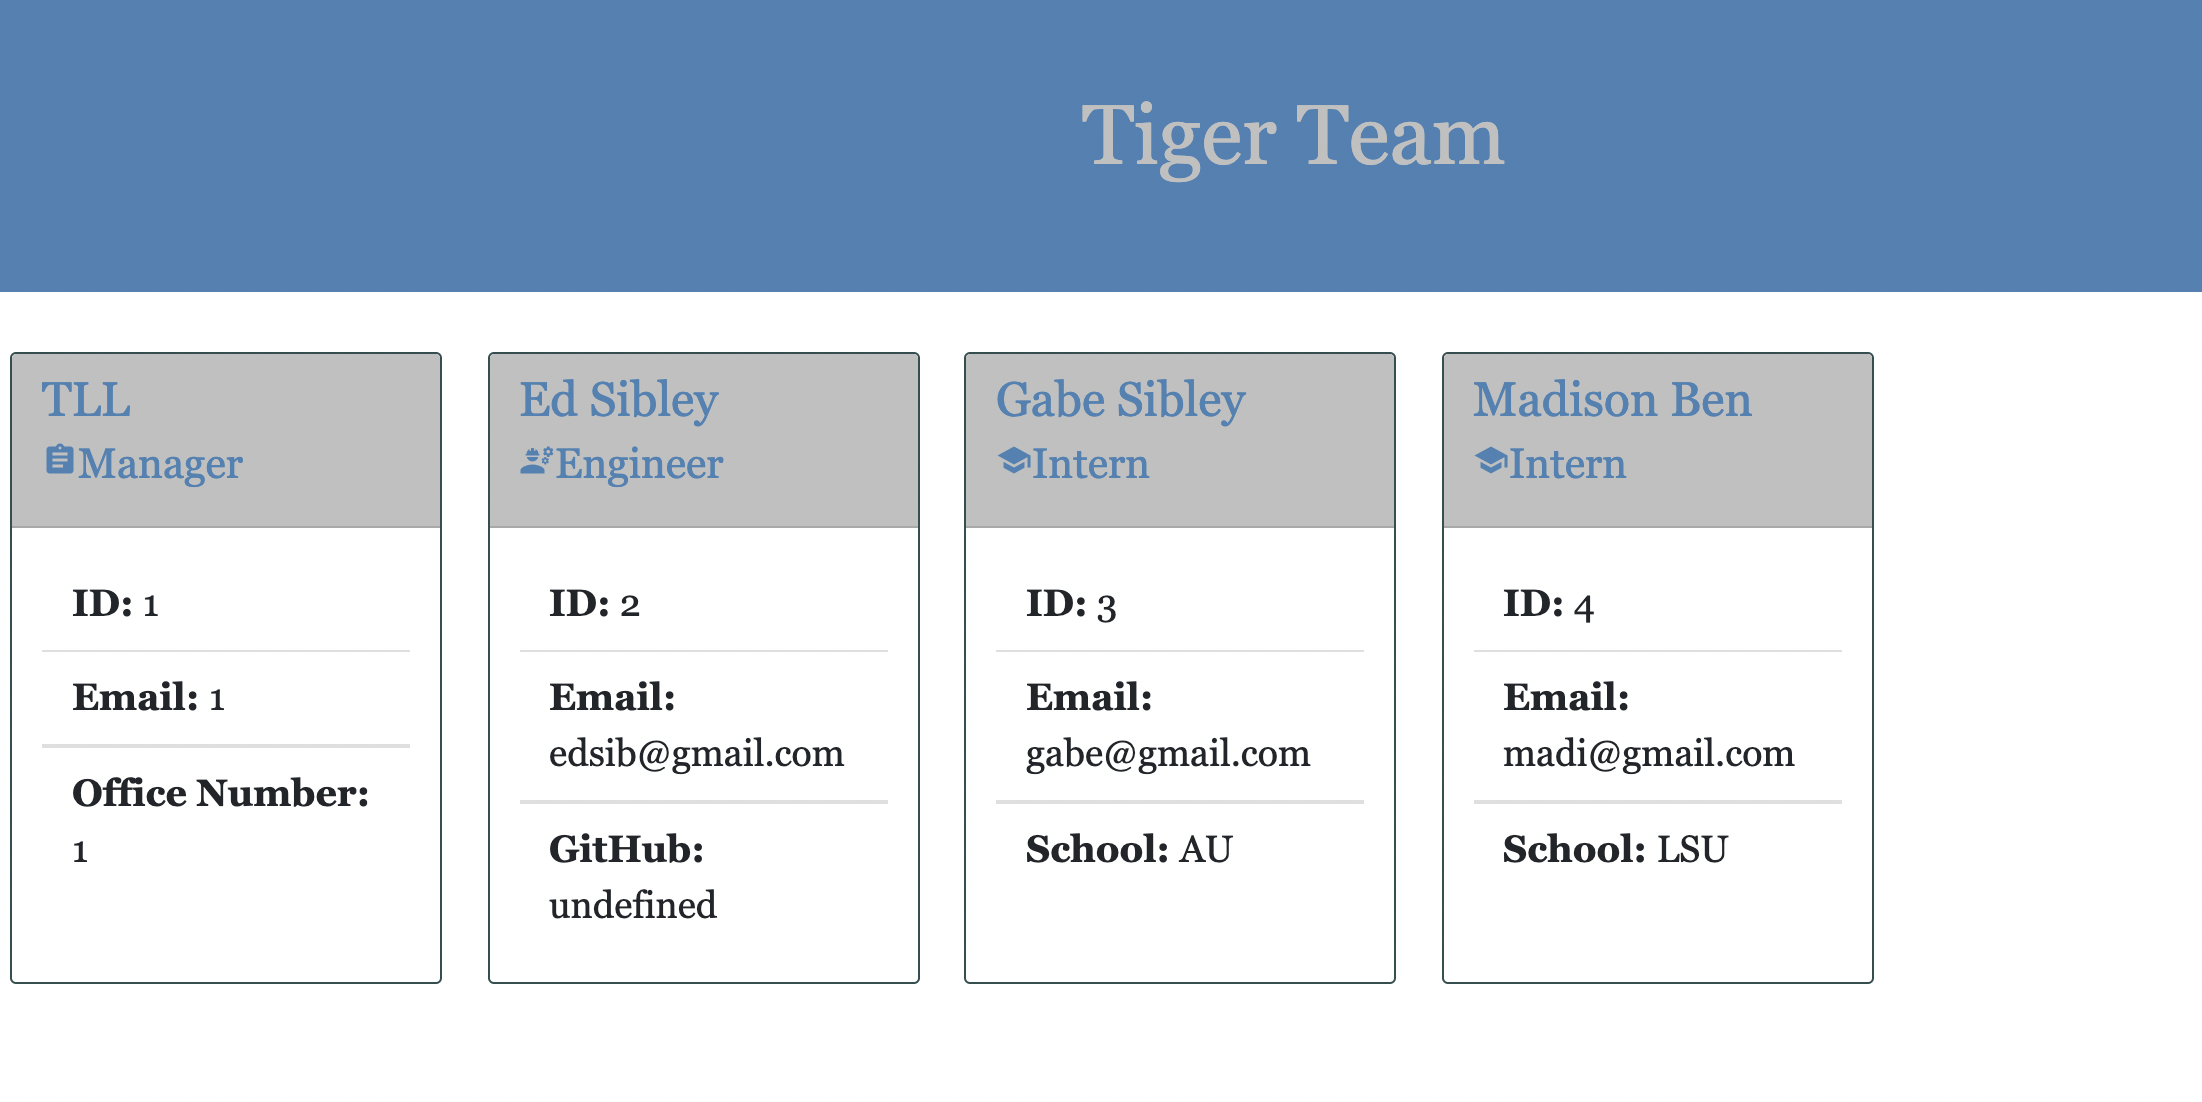 Tiger Team
TLL
Manager
ID: 1
Email: 1
Office Number:
1
Ed Sibley
Engineer
ID: 2
Email:
edsib@gmail.com
GitHub:
undefined
Gabe Sibley
Intern
ID: 3
Email:
gabe@gmail.com
School: AU
Madison Ben
Intern
ID: 4
Email:
madi@gmail.com
School: LSU